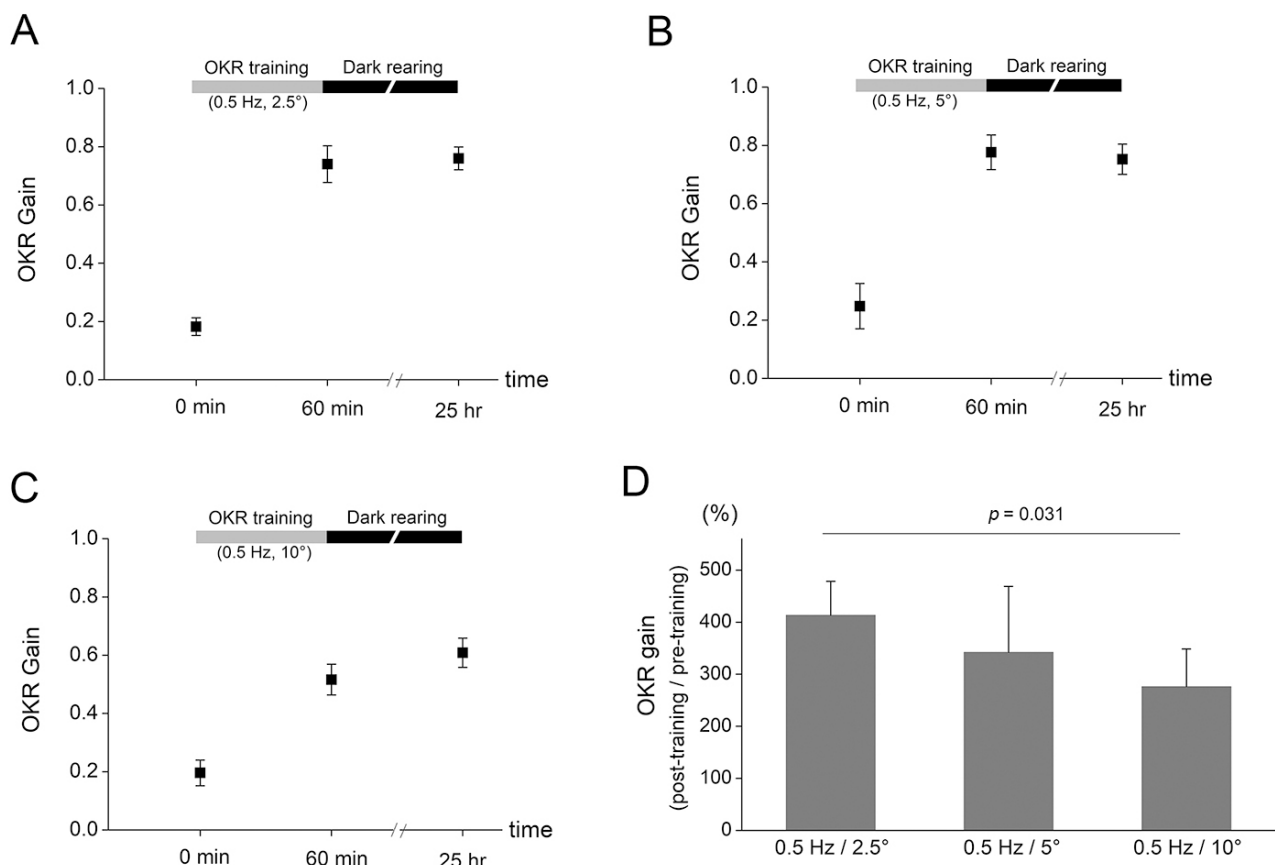 A
OKR training
Dark rearing
(0.5 Hz, 2.5°)
1.0
0.8
0.6
0.4
0.2
0.0
OKR Gain
0 min
60 min
25 hr
time
B
OKR training
Dark rearing
(0.5 Hz, 5°)
1.0
0.8
0.6
0.4
0.2
0.0
OKR Gain
0 min
60 min
25 hr
time
C
OKR training
Dark rearing
(0.5 Hz, 10°)
1.0
0.8
0.6
0.4
0.2
0.0
OKR Gain
0 min
60 min
25 hr
time
D
(%)
p = 0.031
500
400
300
200
100
0
OKR gain
(post-training / pre-training)
0.5 Hz / 2.5°
0.5 Hz / 5°
0.5 Hz / 10°